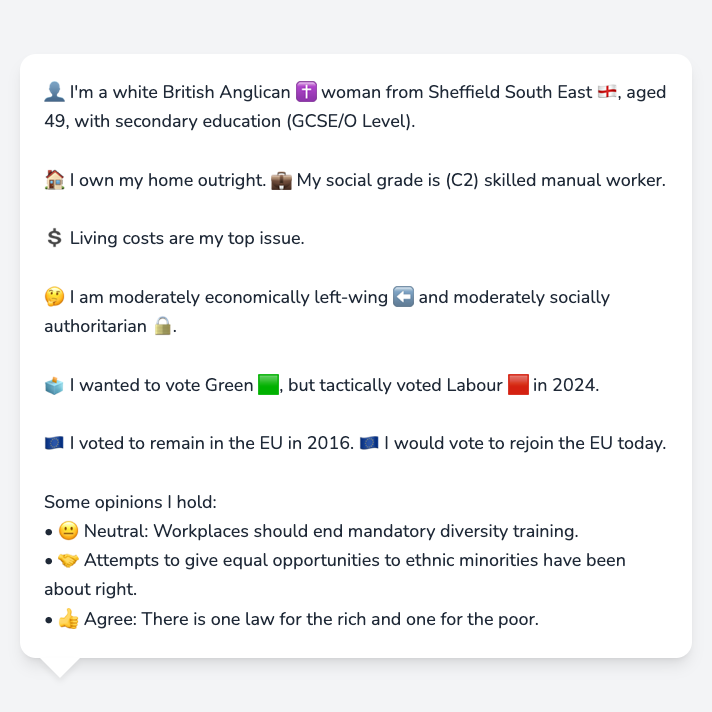 👤 I'm a white British Anglican ✝️ woman from Sheffield South East 🏴󠁧󠁢󠁥󠁮󠁧󠁿, aged
49, with secondary education (GCSE/O Level).
🏠 I own my home outright. 💼 My social grade is (C2) skilled manual worker.
💲 Living costs are my top issue.
🤔 I am moderately economically left-wing ⬅️ and moderately socially
authoritarian 🔒.
🗳️ I wanted to vote Green 🟩, but tactically voted Labour 🟥 in 2024.
🇪🇺 I voted to remain in the EU in 2016. 🇪🇺 I would vote to rejoin the EU today.
Some opinions I hold:
• 😐 Neutral: Workplaces should end mandatory diversity training.
• 🤝 Attempts to give equal opportunities to ethnic minorities have been
about right.
• 👍 Agree: There is one law for the rich and one for the poor.